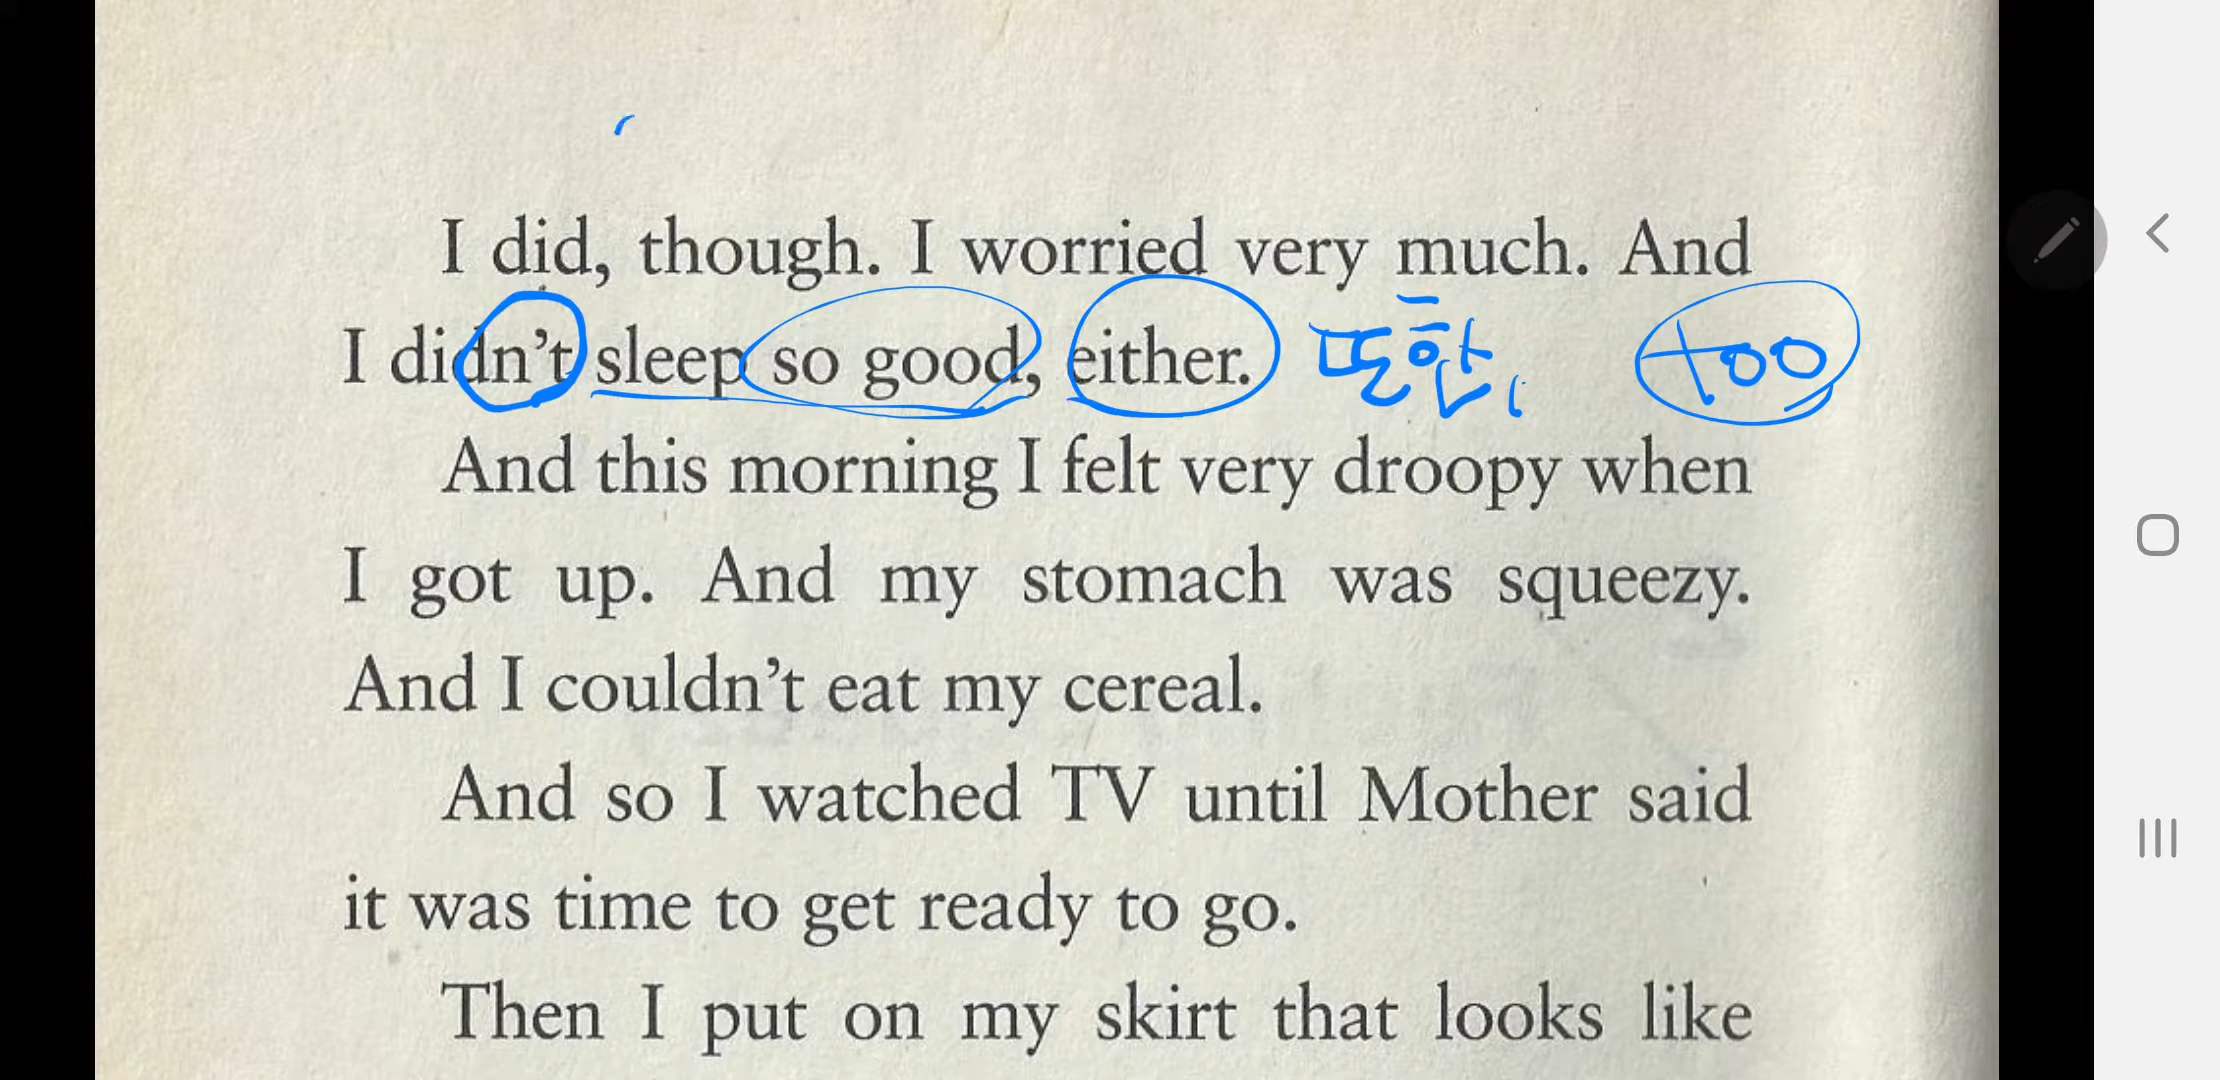 I did, though. I worried very much. And
I didn't sleep so good, either. 또한, too
And this morning I felt very droopy when
I got up. And my stomach was squeezy.
And I couldn't eat my cereal.
And so I watched TV until Mother said
it was time to get ready to go.
Then I put on my skirt that looks like